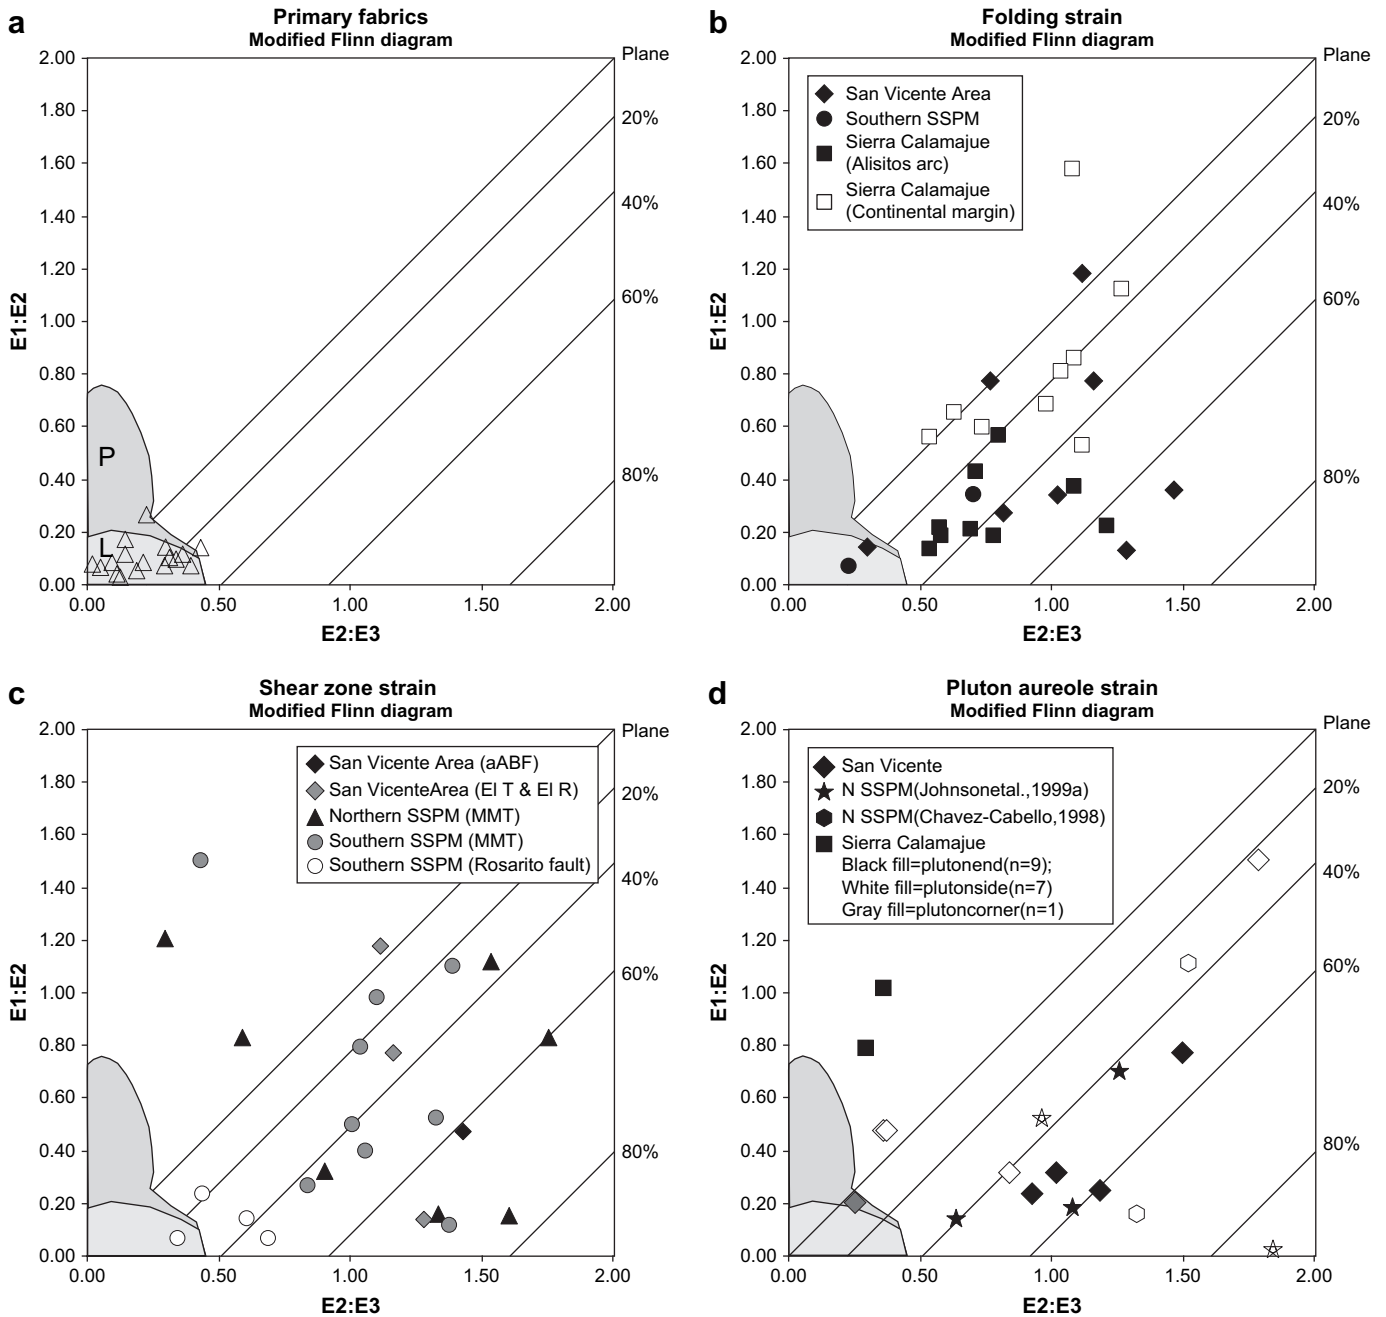 a
Primary fabrics
Modified Flinn diagram
Plane
2.00
1.80
20%
1.60
40%
1.40
1.20
60%
1.00
E1:E2
0.80
0.60
P
80%
0.40
0.20
L
0.00
0.00 0.50 1.00 1.50 2.00
E2:E3
b
Folding strain
Modified Flinn diagram
Plane
2.00
San Vicente Area
1.80
Southern SSPM
20%
Sierra Calamajue
(Alisitos arc)
1.60
Sierra Calamajue
(Continental margin)
40%
1.40
1.20
60%
1.00
E1:E2
0.80
0.60
80%
0.40
0.20
0.00
0.00 0.50 1.00 1.50 2.00
E2:E3
c
Shear zone strain
Modified Flinn diagram
Plane
2.00
San Vicente Area (aABF)
San VicenteArea (El T & El R)
20%
1.80
Northern SSPM (MMT)
Southern SSPM (MMT)
1.60
Southern SSPM (Rosarito fault)
40%
1.40
1.20
60%
1.00
E1:E2
0.80
0.60
80%
0.40
0.20
0.00
0.00 0.50 1.00 1.50 2.00
E2:E3
d
Pluton aureole strain
Modified Flinn diagram
Plane
2.00
San Vicente
N SSPM(Johnsonetal.,1999a)
20%
1.80
N SSPM(Chavez-Cabello,1998)
Sierra Calamajue
Black fill=plutonend(n=9);
1.60
White fill=plutonside(n=7)
Gray fill=plutoncorner(n=1)
40%
1.40
1.20
60%
1.00
E1:E2
0.80
0.60
80%
0.40
0.20
0.00
0.00 0.50 1.00 1.50 2.00
E2:E3